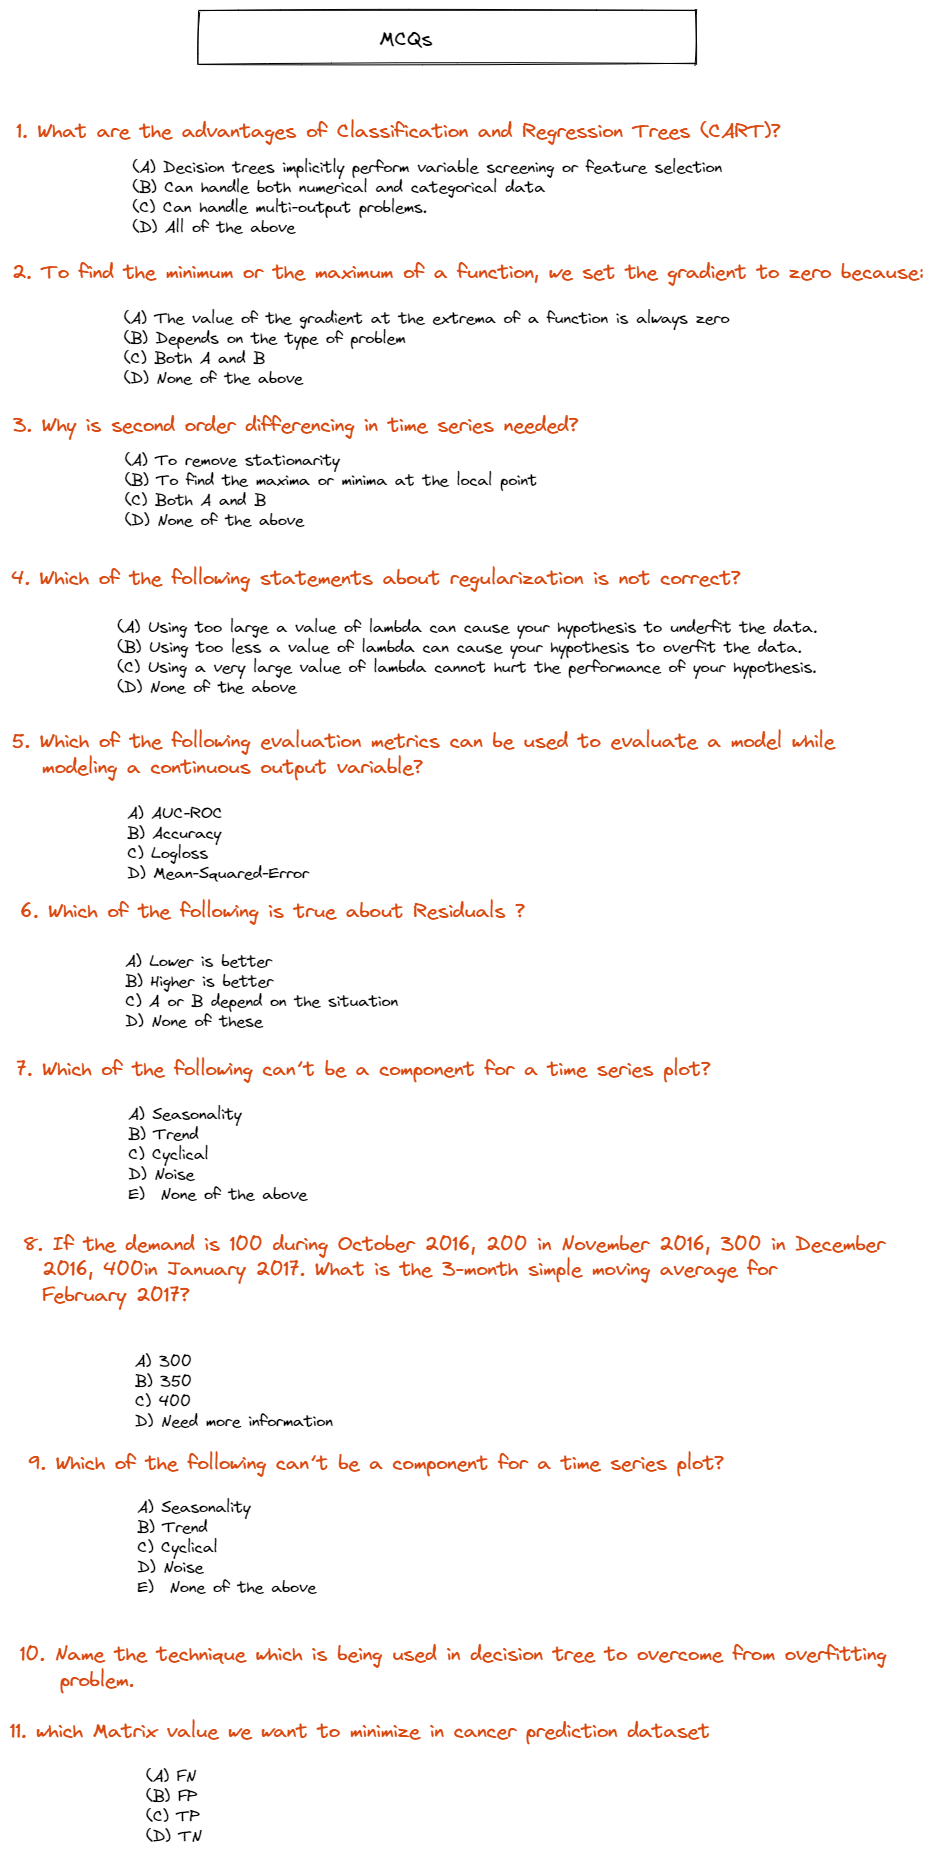 MCQs
1. What are the advantages of Classification and Regression Trees (CART)?
(A) Decision trees implicitly perform variable screening or feature selection
(B) Can handle both numerical and categorical data
(C) Can handle multi-output problems.
(D) All of the above
2. To find the minimum or the maximum of a function, we set the gradient to zero because:
(A) The value of the gradient at the extrema of a function is always zero
(B) Depends on the type of problem
(C) Both A and B
(D) None of the above
3. Why is second order differencing in time series needed?
(A) To remove stationarity
(B) To find the maxima or minima at the local point
(C) Both A and B
(D) None of the above
4. Which of the following statements about regularization is not correct?
(A) Using too large a value of lambda can cause your hypothesis to underfit the data.
(B) Using too less a value of lambda can cause your hypothesis to overfit the data.
(C) Using a very large value of lambda cannot hurt the performance of your hypothesis.
(D) None of the above
5. Which of the following evaluation metrics can be used to evaluate a model while
modeling a continuous output variable?
A) AUC-ROC
B) Accuracy
C) Logloss
D) Mean-Squared-Error
6. Which of the following is true about Residuals ?
A) Lower is better
B) Higher is better
C) A or B depend on the situation
D) None of these
7. Which of the following can't be a component for a time series plot?
A) Seasonality
B) Trend
C) Cyclical
D) Noise
E) None of the above
8. If the demand is 100 during October 2016, 200 in November 2016, 300 in December
2016, 400in January 2017. What is the 3-month simple moving average for
February 2017?
A) 300
B) 350
C) 400
D) Need more information
9. Which of the following can't be a component for a time series plot?
A) Seasonality
B) Trend
C) Cyclical
D) Noise
E) None of the above
10. Name the technique which is being used in decision tree to overcome from overfitting
problem.
11. which Matrix value we want to minimize in cancer prediction dataset
(A) FN
(B) FP
(C) TP
(D) TN